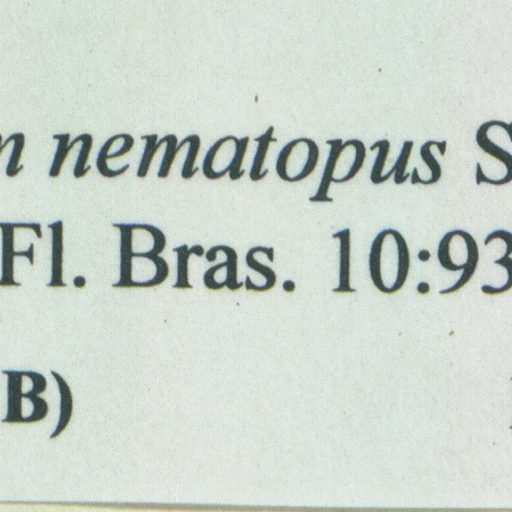 n nematopus S
Fl. Bras. 10:93
B)